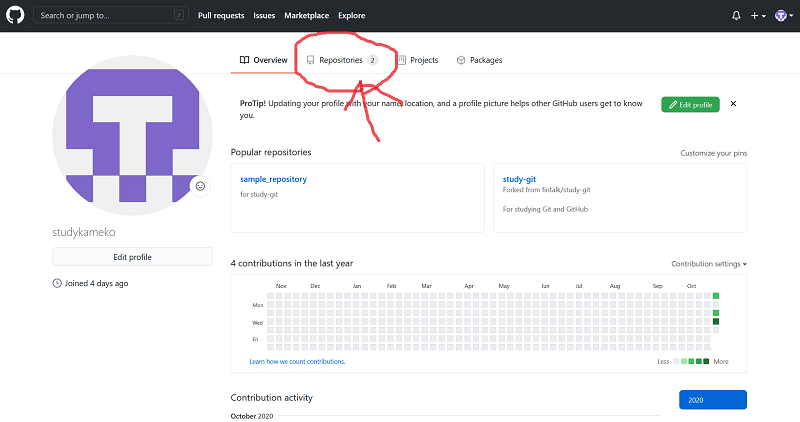 Search or jump to... /
Pull requests Issues Marketplace Explore
Overview Repositories 2 Projects Packages
ProTip! Updating your profile with your name, location, and a profile picture helps other GitHub users get to know
you.
Edit profile
Popular repositories
Customize your pins
sample_repository
for study-git
study-git
Forked from fintalk/study-git
For studying Git and GitHub
studykameko
Edit profile
Joined 4 days ago
4 contributions in the last year
Contribution settings
Nov Dec Jan Feb Mar Apr May Jun Jul Aug Sep Oct
Mon
Wed
Fri
Learn how we count contributions.
Less More
Contribution activity
2020
October 2020